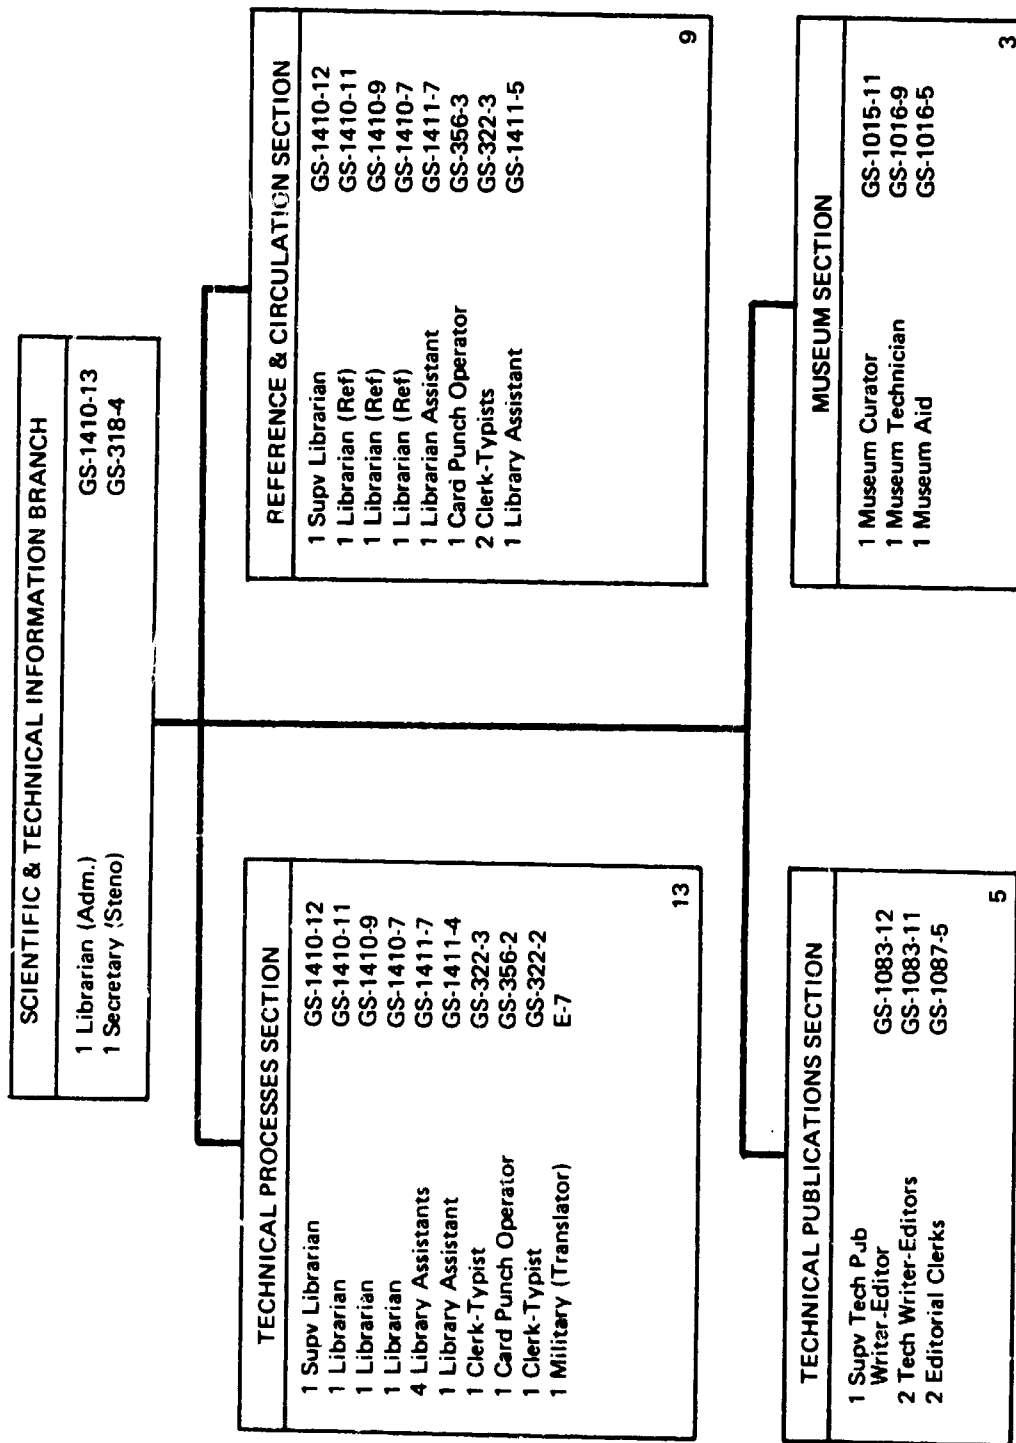 SCIENTIFIC & TECHNICAL INFORMATION BRANCH
1 Librarian (Adm.) GS-1410-13
1 Secretary (Steno) GS-318-4
TECHNICAL PROCESSES SECTION
1 Supv Librarian GS-1410-12
1 Librarian GS-1410-11
1 Librarian GS-1410-9
1 Librarian GS-1410-7
4 Library Assistants GS-1411-7
1 Library Assistant GS-1411-4
1 Clerk-Typist GS-322-3
1 Card Punch Operator GS-356-2
1 Clerk-Typist GS-322-2
1 Military (Translator) E-7
13
REFERENCE & CIRCULATION SECTION
1 Supv Librarian GS-1410-12
1 Librarian (Ref) GS-1410-11
1 Librarian (Ref) GS-1410-9
1 Librarian (Ref) GS-1410-7
1 Librarian Assistant GS-1411-7
1 Card Punch Operator GS-356-3
2 Clerk-Typists GS-322-3
1 Library Assistant GS-1411-5
9
TECHNICAL PUBLICATIONS SECTION
1 Supv Tech Pub
Writer-Editor GS-1083-12
2 Tech Writer-Editors GS-1083-11
2 Editorial Clerks GS-1087-5
5
MUSEUM SECTION
1 Museum Curator GS-1015-11
1 Museum Technician GS-1016-9
1 Museum Aid GS-1016-5
3